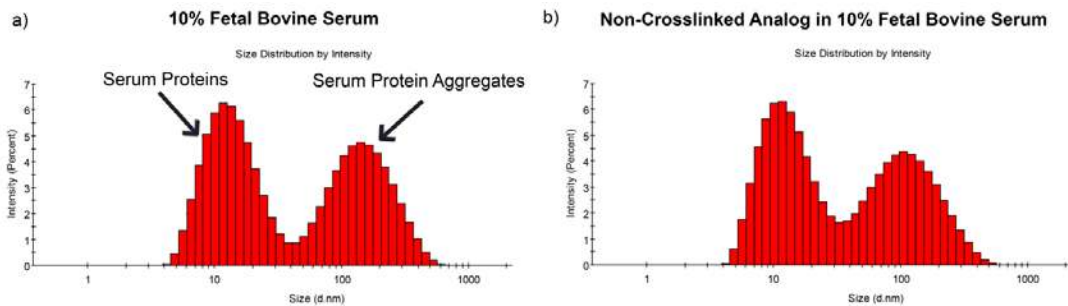 a)
10% Fetal Bovine Serum
Size Distribution by Intensity
Serum Proteins
Serum Protein Aggregates
Intensity (Percent)
7
6
5
4
3
2
1
0
1
10
100
1000
Size (d.nm)
b)
Non-Crosslinked Analog in 10% Fetal Bovine Serum
Size Distribution by Intensity
Intensity (Percent)
7
6
5
4
3
2
1
0
1
10
100
1000
Size (d.nm)